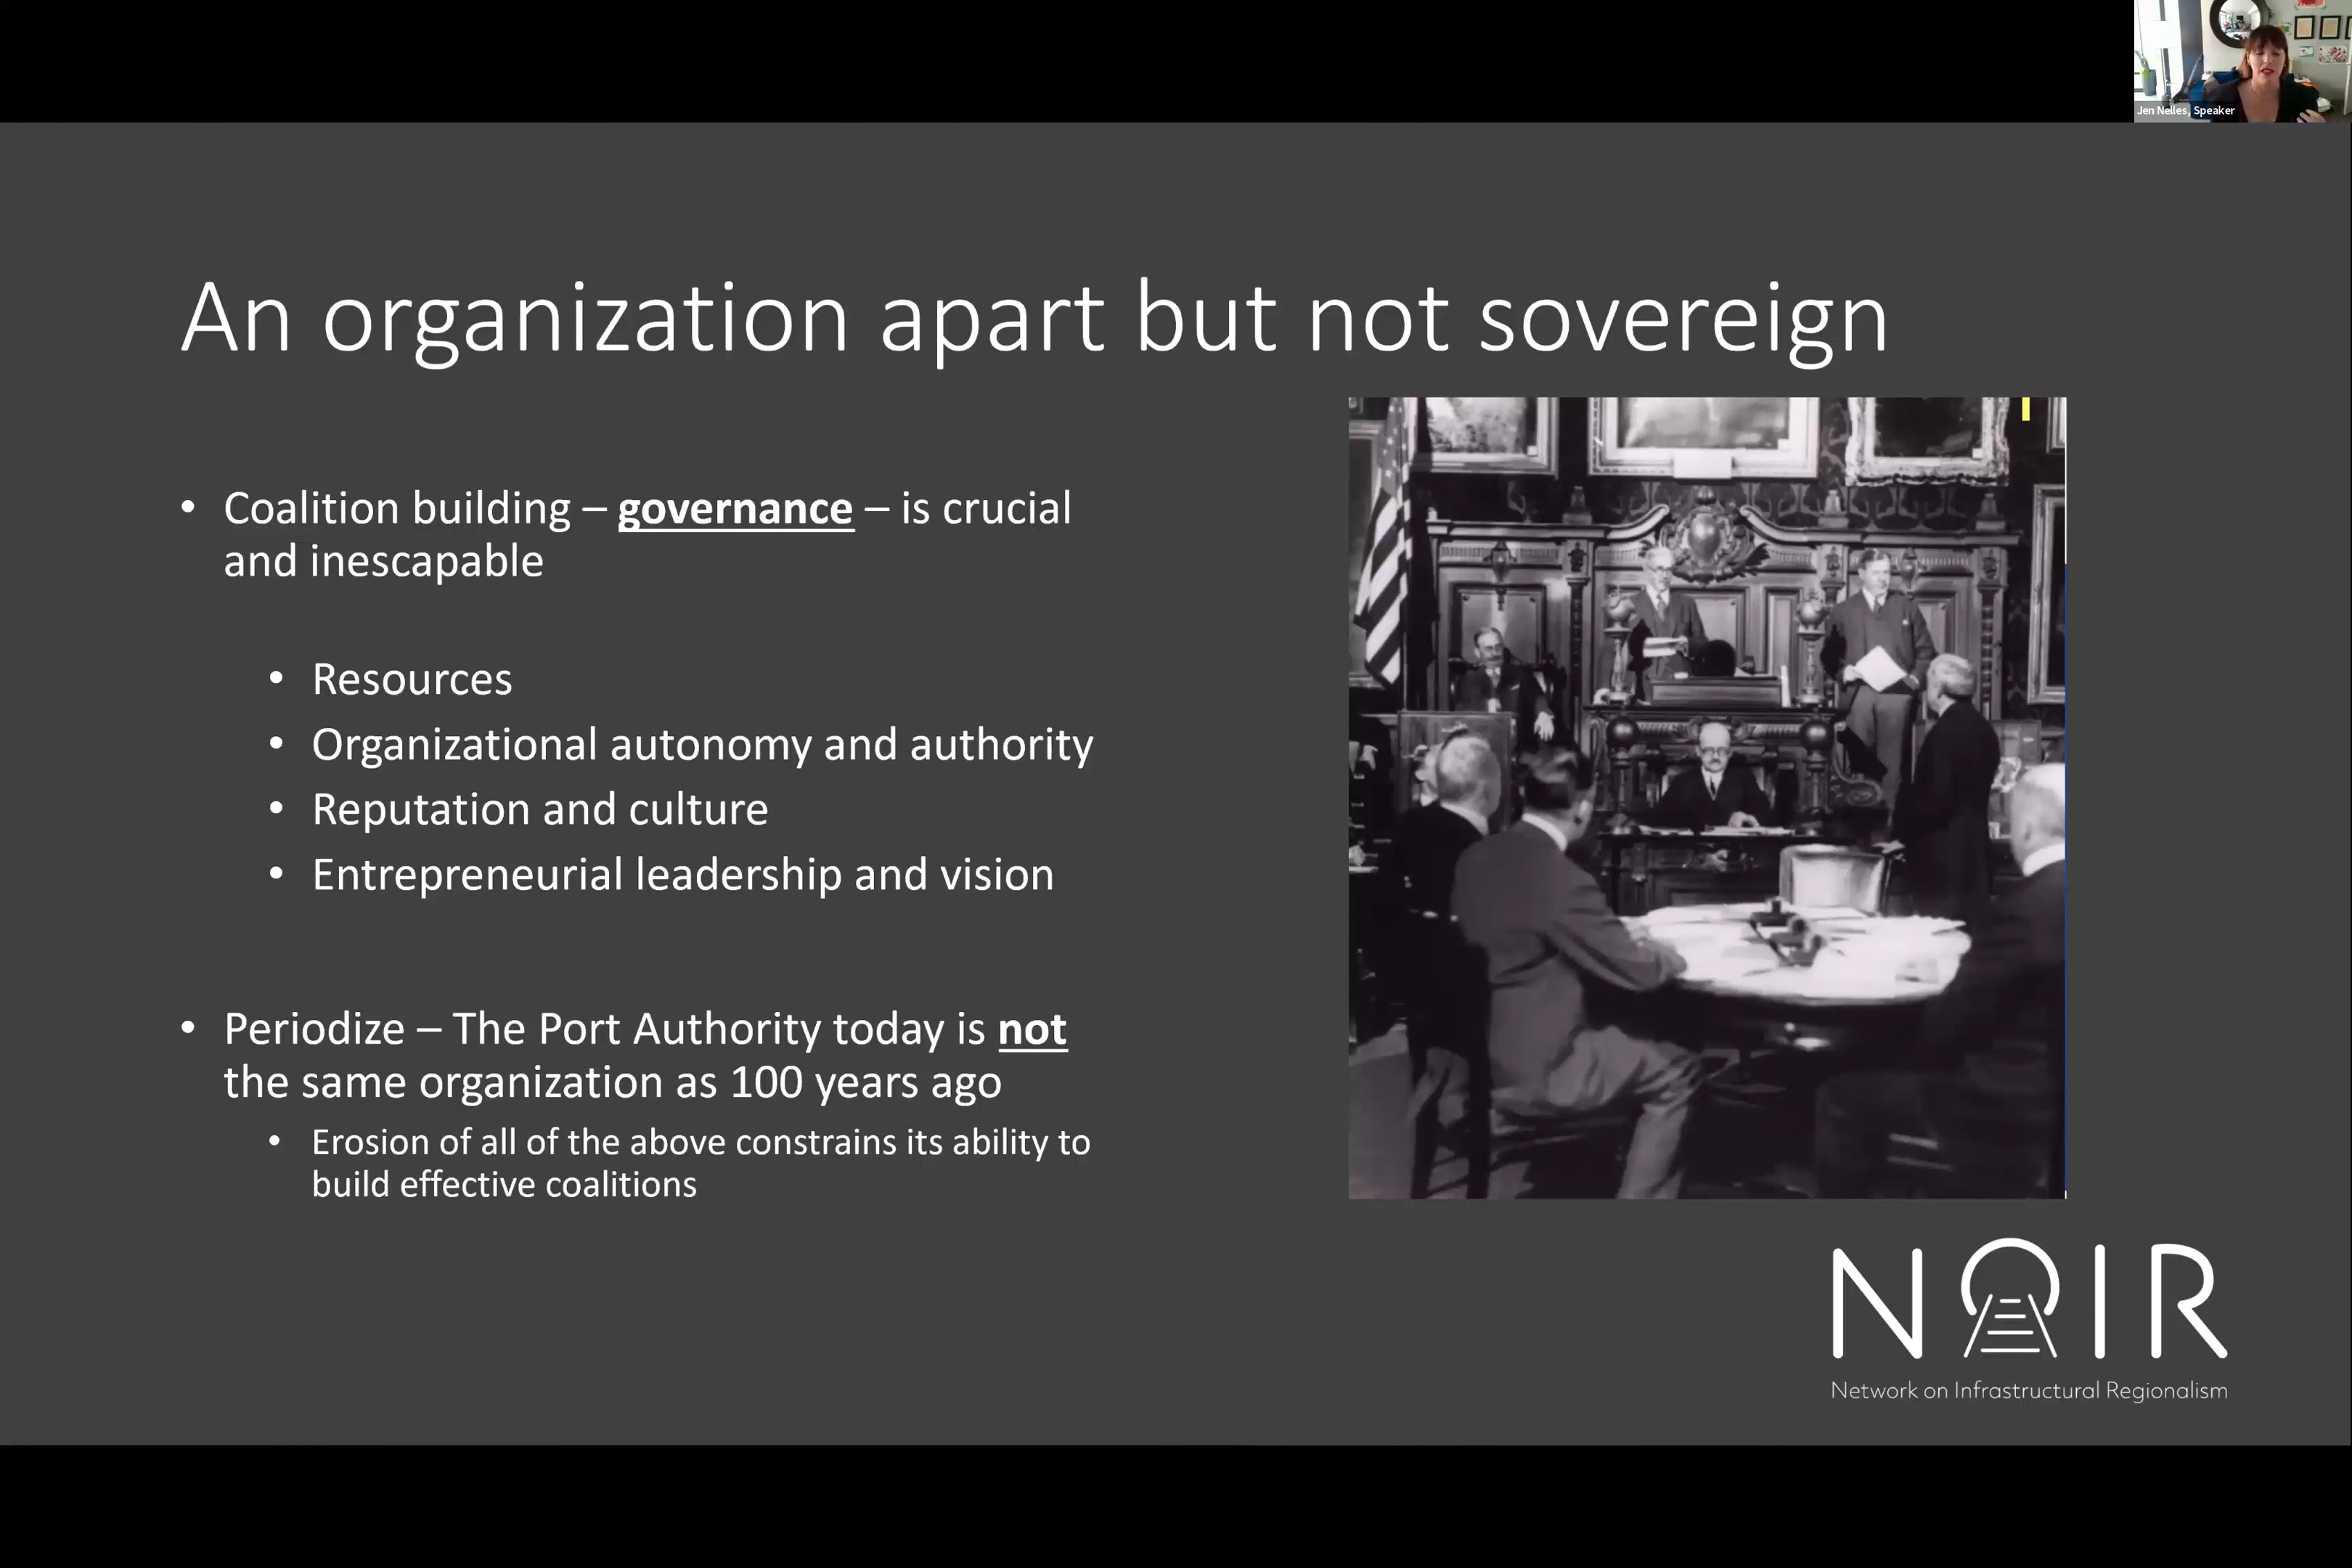 Jen Nelles, Speaker
An organization apart but not sovereign
• Coalition building – governance – is crucial
and inescapable
• Resources
• Organizational autonomy and authority
• Reputation and culture
• Entrepreneurial leadership and vision
• Periodize – The Port Authority today is not
the same organization as 100 years ago
• Erosion of all of the above constrains its ability to
build effective coalitions
NOIR
Network on Infrastructural Regionalism